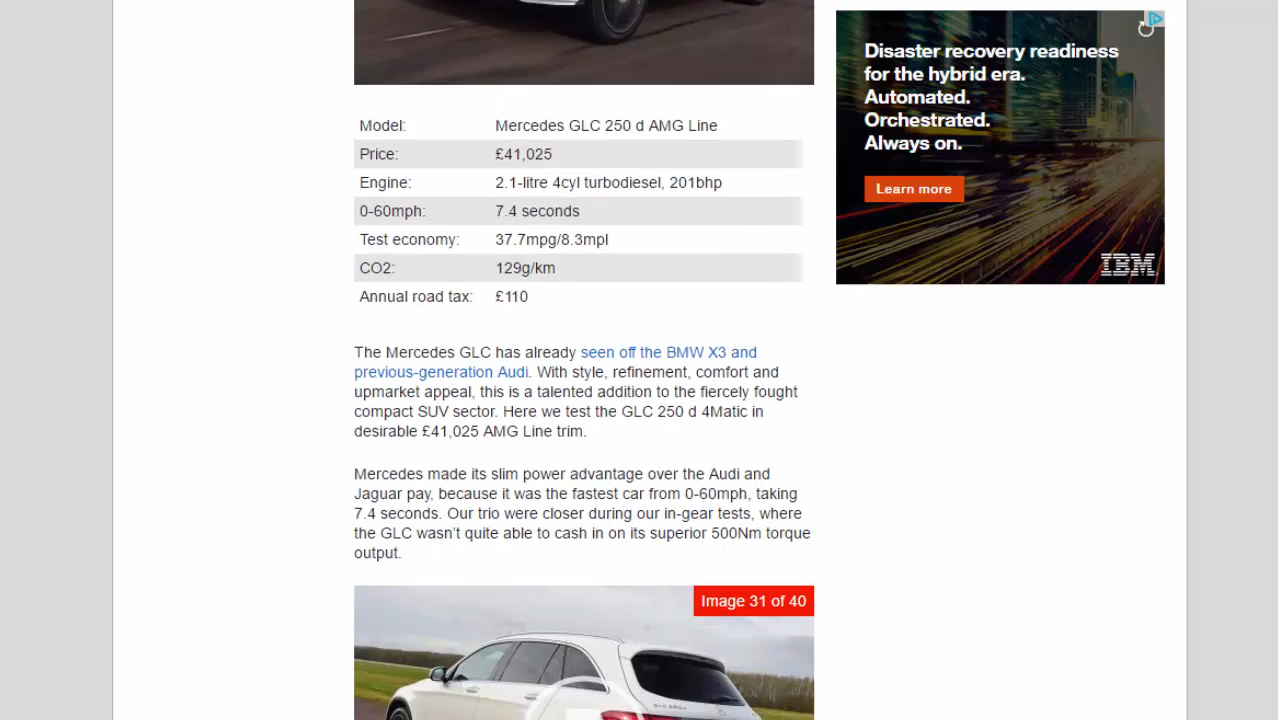 Disaster recovery readiness
for the hybrid era.
Automated.
Orchestrated.
Always on.
Learn more
IBM
Model: Mercedes GLC 250 d AMG Line
Price: £41,025
Engine: 2.1-litre 4cyl turbodiesel, 201bhp
0-60mph: 7.4 seconds
Test economy: 37.7mpg/8.3mpl
CO2: 129g/km
Annual road tax: £110
The Mercedes GLC has already seen off the BMW X3 and
previous-generation Audi. With style, refinement, comfort and
upmarket appeal, this is a talented addition to the fiercely fought
compact SUV sector. Here we test the GLC 250 d 4Matic in
desirable £41,025 AMG Line trim.
Mercedes made its slim power advantage over the Audi and
Jaguar pay, because it was the fastest car from 0-60mph, taking
7.4 seconds. Our trio were closer during our in-gear tests, where
the GLC wasn't quite able to cash in on its superior 500Nm torque
output.
Image 31 of 40